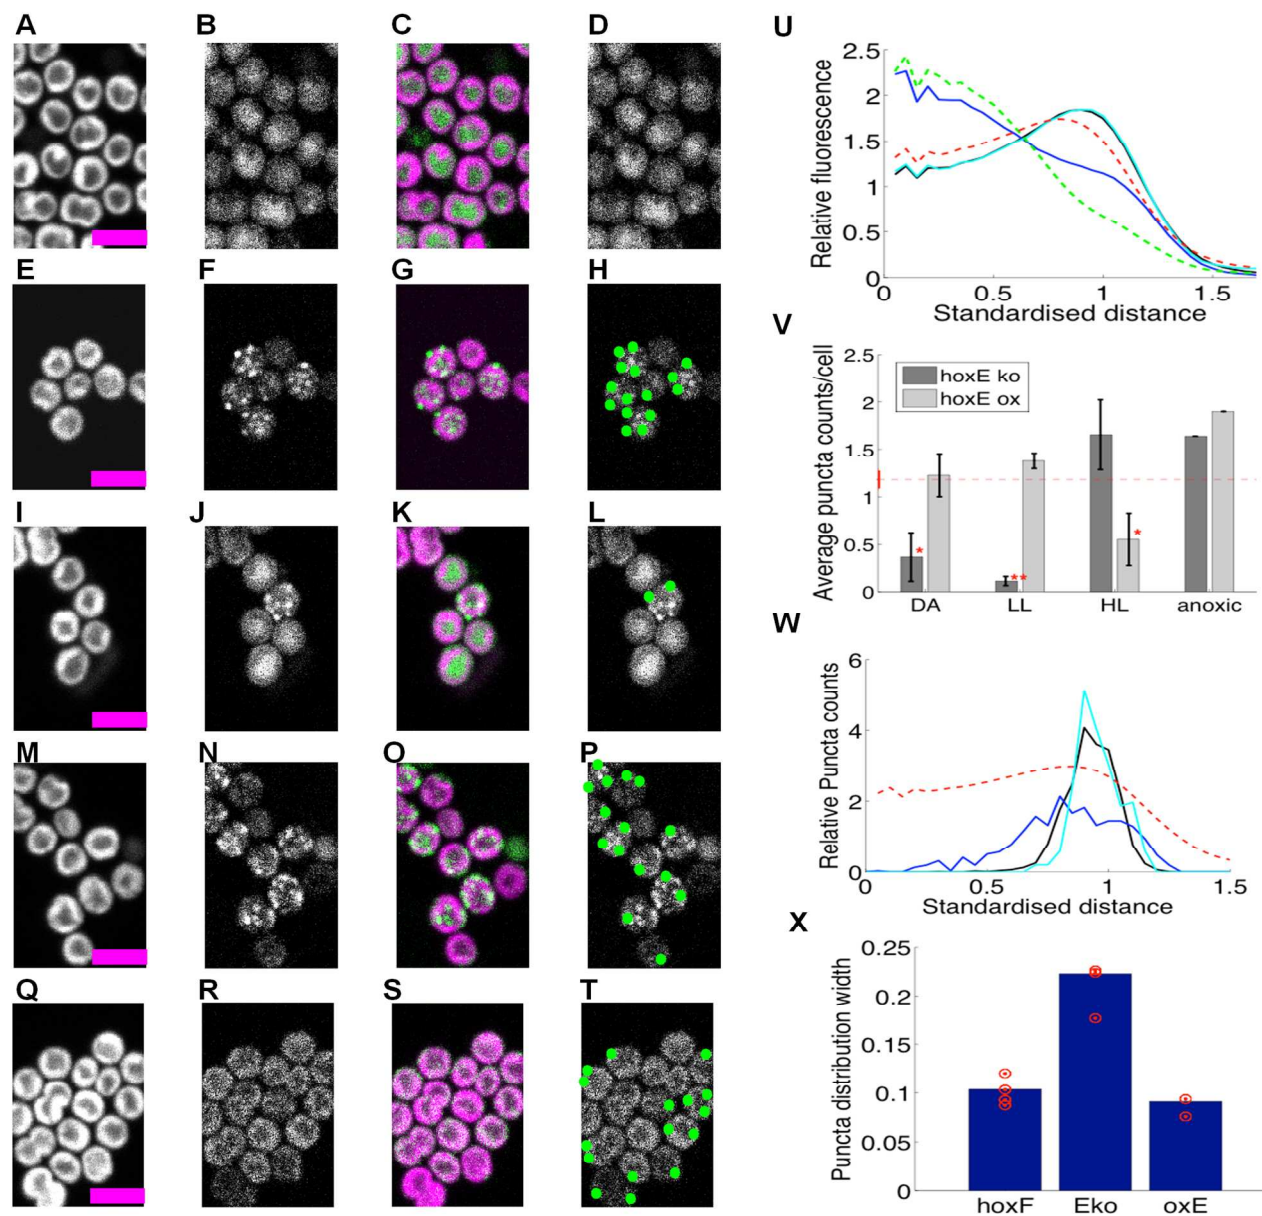 A B C D
E F G H
I J K L
M N O P
Q R S T
U
2.5
2
1.5
1
0.5
0
Relative fluorescence
0 0.5 1 1.5
Standardised distance
V
2.5
2
1.5
1
0.5
0
Average puncta counts/cell
hoxE ko
hoxE ox
*
**
*
DA LL HL anoxic
W
6
4
2
0
Relative Puncta counts
0 0.5 1 1.5
Standardised distance
X
0.25
0.2
0.15
0.1
0.05
0
Puncta distribution width
hoxF Eko oxE